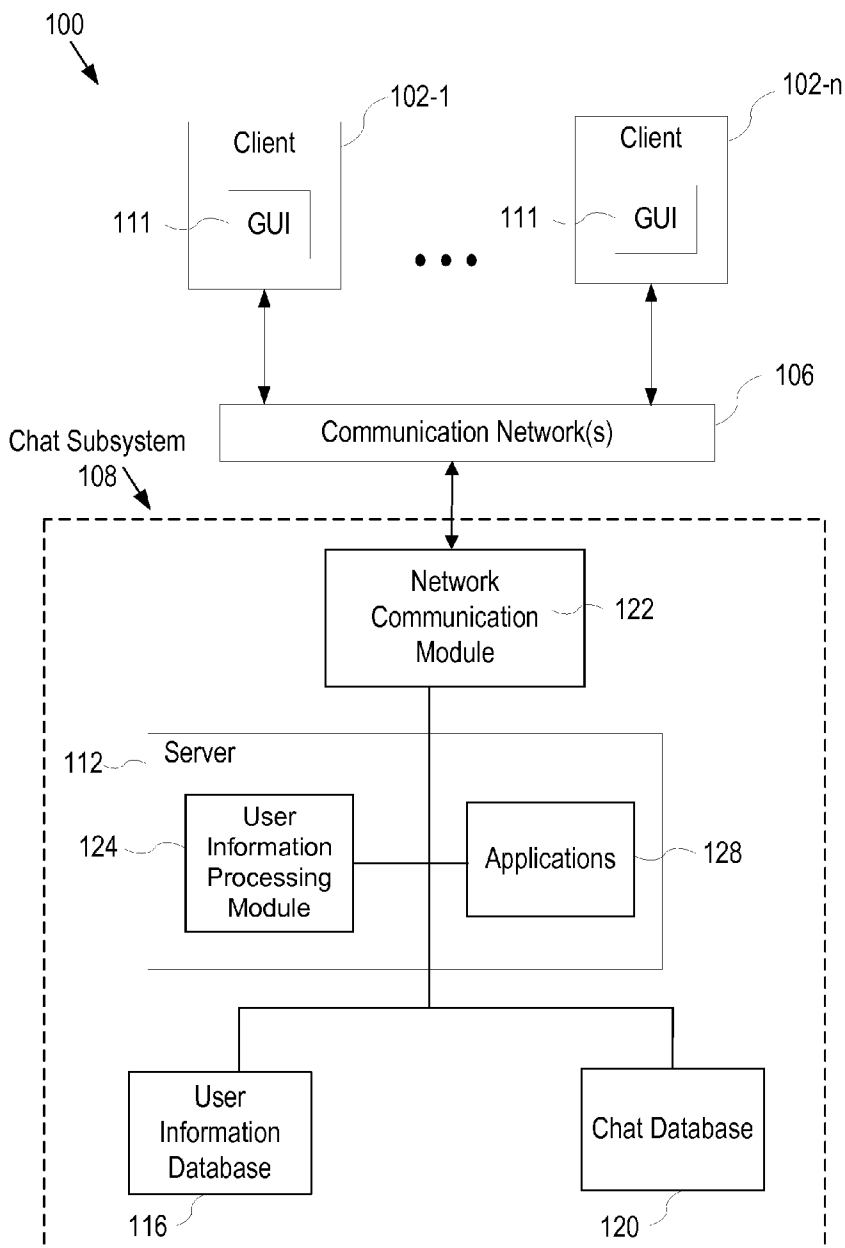 100
102-1
102-n
Client
Client
111
GUI
111
GUI
106
Communication Network(s)
Chat Subsystem
108
Network
Communication
Module
122
112
Server
124
User
Information
Processing
Module
Applications
128
User
Information
Database
Chat Database
116
120